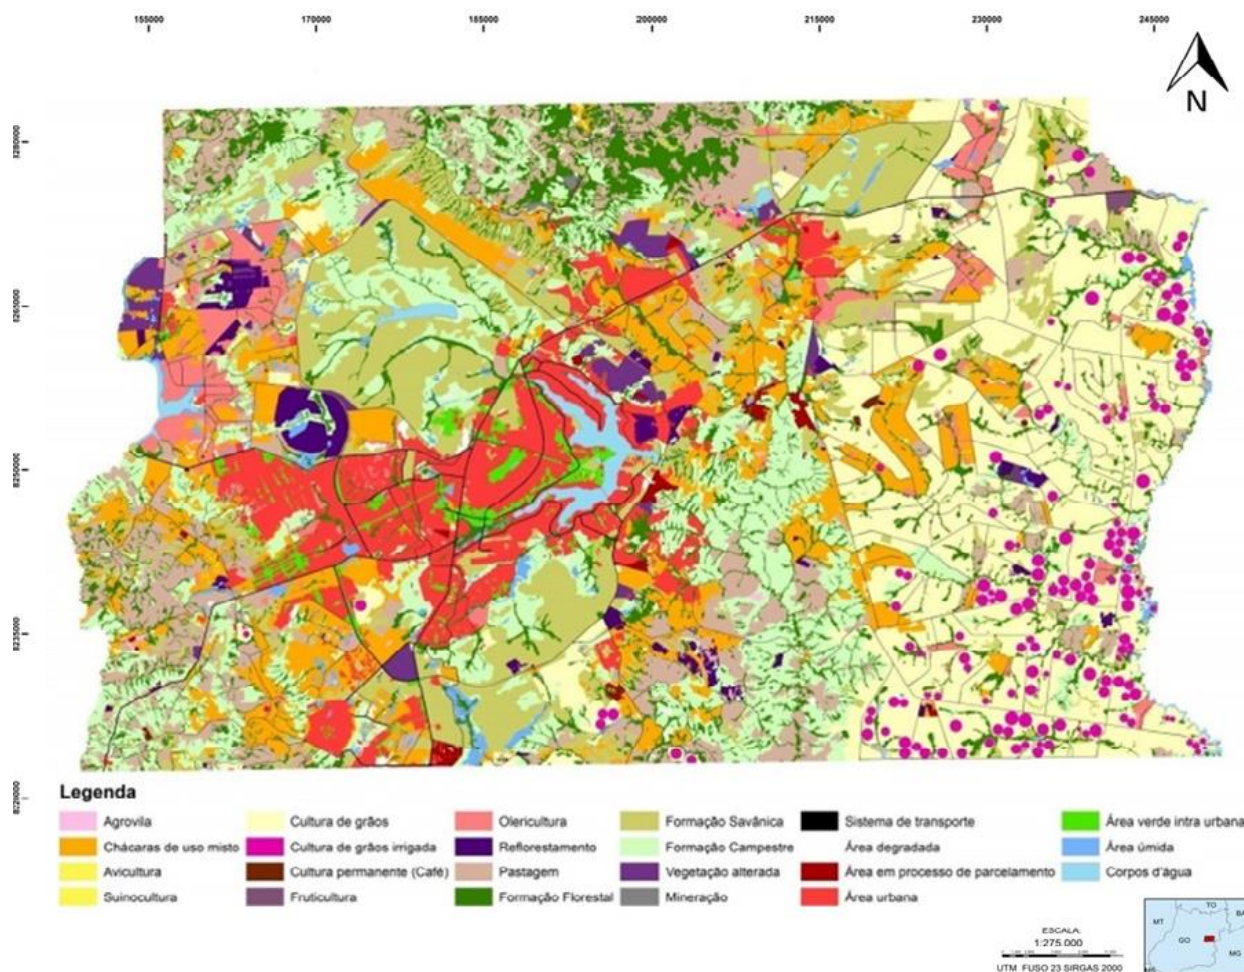 155000 170000 185000 200000 215000 230000 245000
N
8250000
8235000
Legenda
Agrovila Cultura de grãos Olericultura Formação Savânica Sistema de transporte Área verde intra urbana
Chácaras de uso misto Cultura de grãos irrigada Reflorestamento Formação Campestre Área degradada Área úmida
Avicultura Cultura permanente (Café) Pastagem Vegetação alterada Área em processo de parcelamento Corpos d'água
Suinocultura Fruticultura Formação Florestal Mineração Área urbana
ESCALA:
1:275.000
UTM FUSO 23 SIRGAS 2000
TO
MT
BA
GO
MG